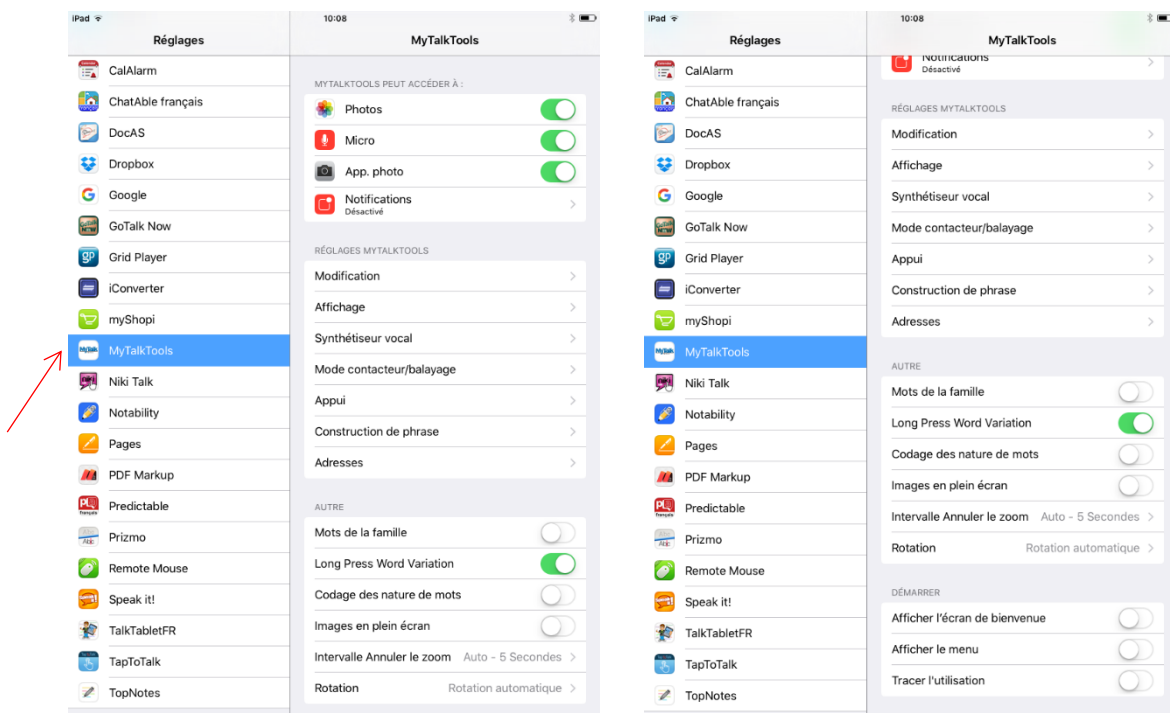 iPad
10:08
Réglages
MyTalkTools
CalAlarm
ChatAble français
DocAS
Dropbox
Google
GoTalk Now
Grid Player
iConverter
myShopi
MyTalkTools
Niki Talk
Notability
Pages
PDF Markup
Predictable
Prizmo
Remote Mouse
Speak it!
TalkTabletFR
TapToTalk
TopNotes
MYTALKTOOLS PEUT ACCÉDER À :
Photos
Micro
App. photo
Notifications
Désactivé
RÉGLAGES MYTALKTOOLS
Modification
Affichage
Synthétiseur vocal
Mode contacteur/balayage
Appui
Construction de phrase
Adresses
AUTRE
Mots de la famille
Long Press Word Variation
Codage des nature de mots
Images en plein écran
Intervalle Annuler le zoom Auto - 5 Secondes
Rotation Rotation automatique
iPad
10:08
Réglages
MyTalkTools
CalAlarm
ChatAble français
DocAS
Dropbox
Google
GoTalk Now
Grid Player
iConverter
myShopi
MyTalkTools
Niki Talk
Notability
Pages
PDF Markup
Predictable
Prizmo
Remote Mouse
Speak it!
TalkTabletFR
TapToTalk
TopNotes
Notifications
Désactivé
RÉGLAGES MYTALKTOOLS
Modification
Affichage
Synthétiseur vocal
Mode contacteur/balayage
Appui
Construction de phrase
Adresses
AUTRE
Mots de la famille
Long Press Word Variation
Codage des nature de mots
Images en plein écran
Intervalle Annuler le zoom Auto - 5 Secondes
Rotation Rotation automatique
DÉMARRER
Afficher l'écran de bienvenue
Afficher le menu
Tracer l'utilisation